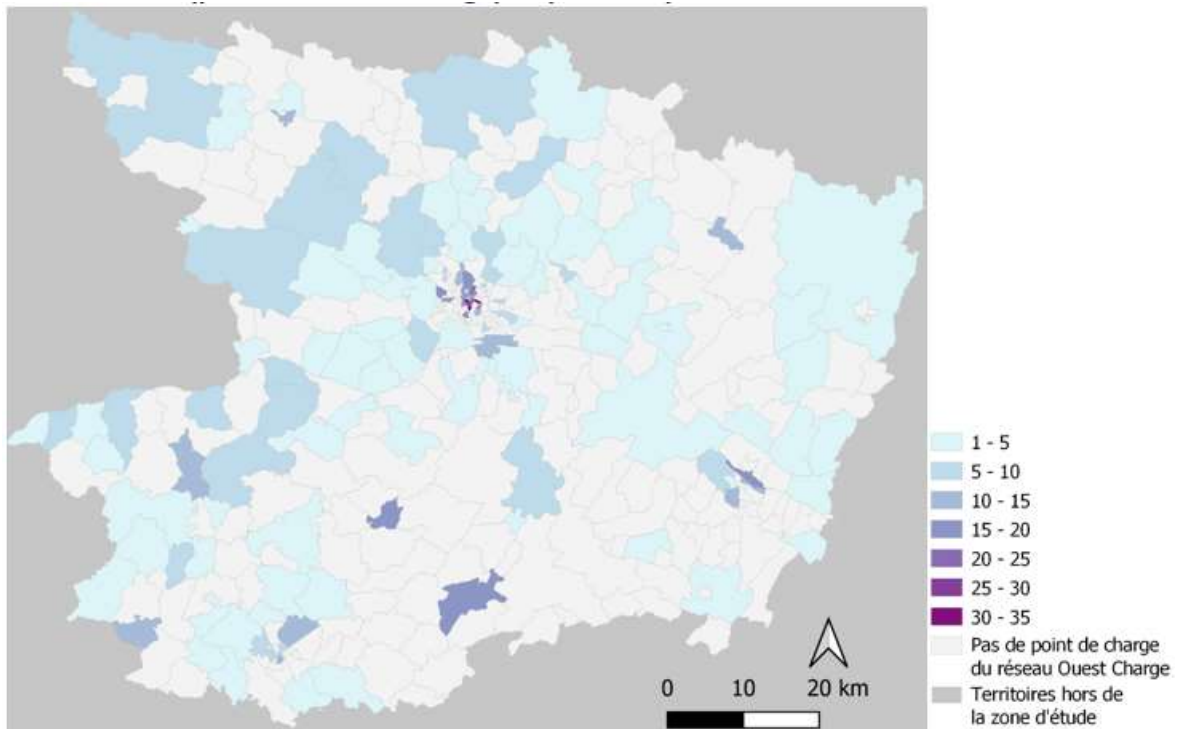 1 - 5
5 - 10
10 - 15
15 - 20
20 - 25
25 - 30
30 - 35
Pas de point de charge
du réseau Ouest Charge
Territoires hors de
la zone d'étude
0 10 20 km